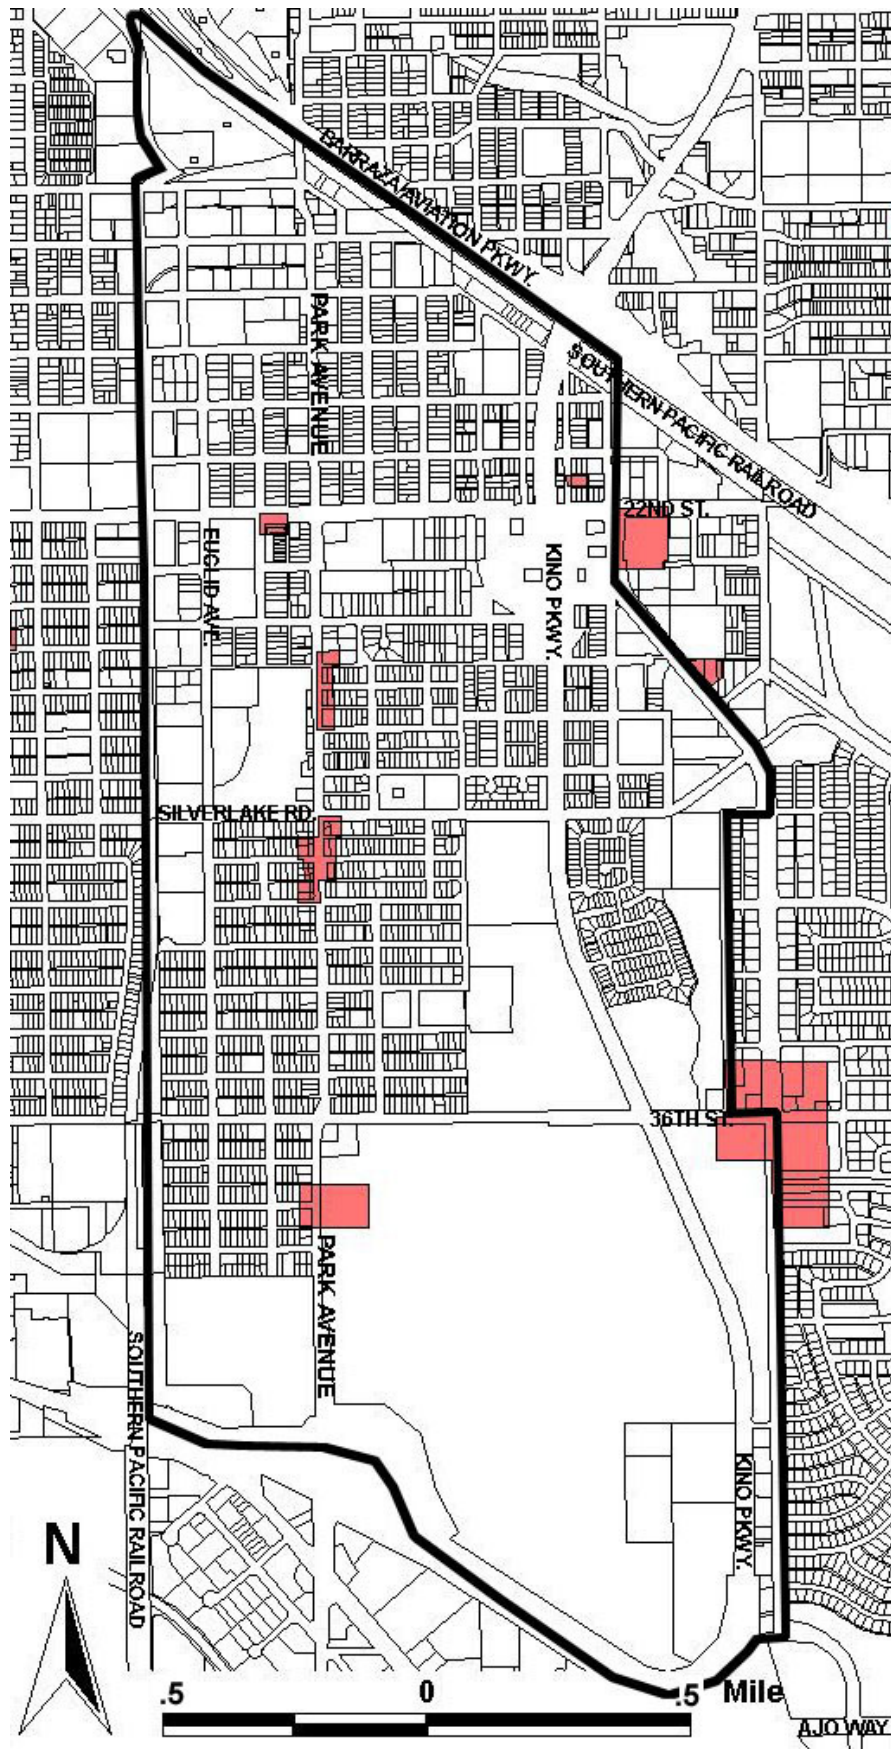 BARRAZA/AVIATION PKWY.
PARK AVENUE
SOUTHERN PACIFIC RAILROAD
22ND ST.
EUCLID AVE.
KINO PKWY.
SILVERLAKE RD.
36TH ST.
PARK AVENUE
SOUTHERN PACIFIC RAILROAD
KINO PKWY.
N
.5 0 .5 Mile
AJO WAY